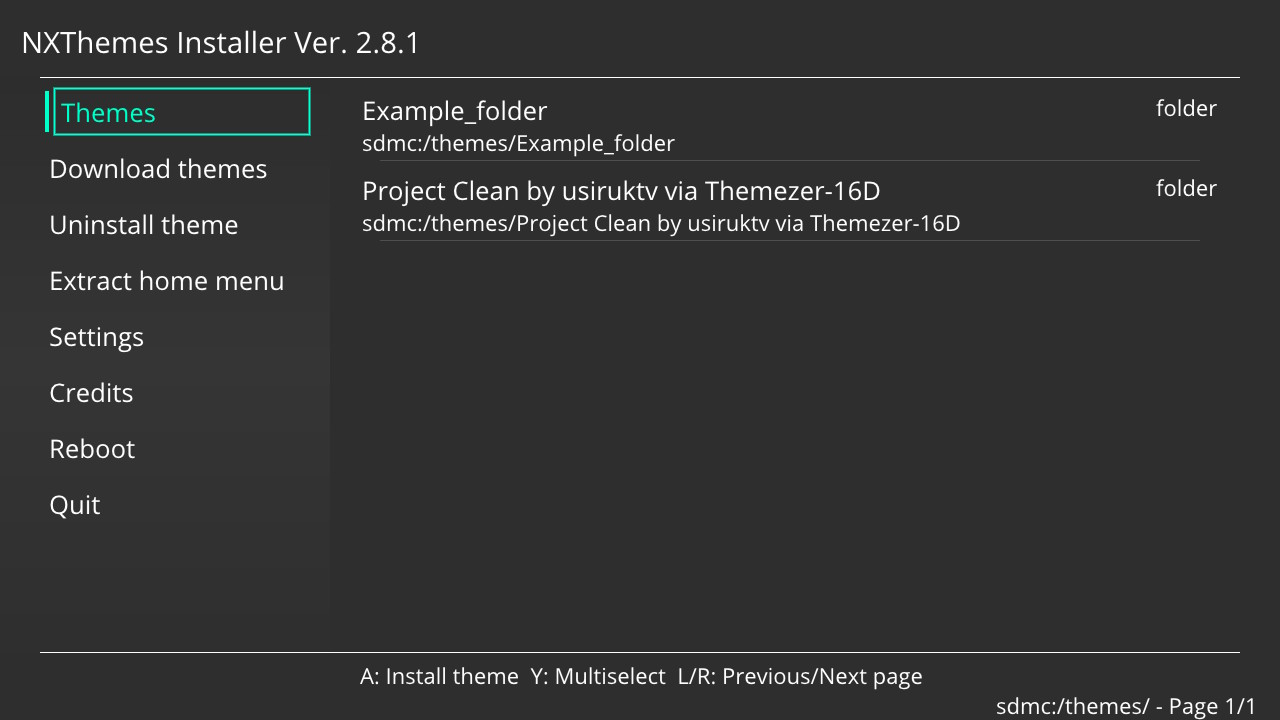 NXThemes Installer Ver. 2.8.1
Themes
Download themes
Uninstall theme
Extract home menu
Settings
Credits
Reboot
Quit
Example_folder
folder
sdmc:/themes/Example_folder
Project Clean by usiruktv via Themezer-16D
folder
sdmc:/themes/Project Clean by usiruktv via Themezer-16D
A: Install theme  Y: Multiselect  L/R: Previous/Next page
sdmc:/themes/ - Page 1/1